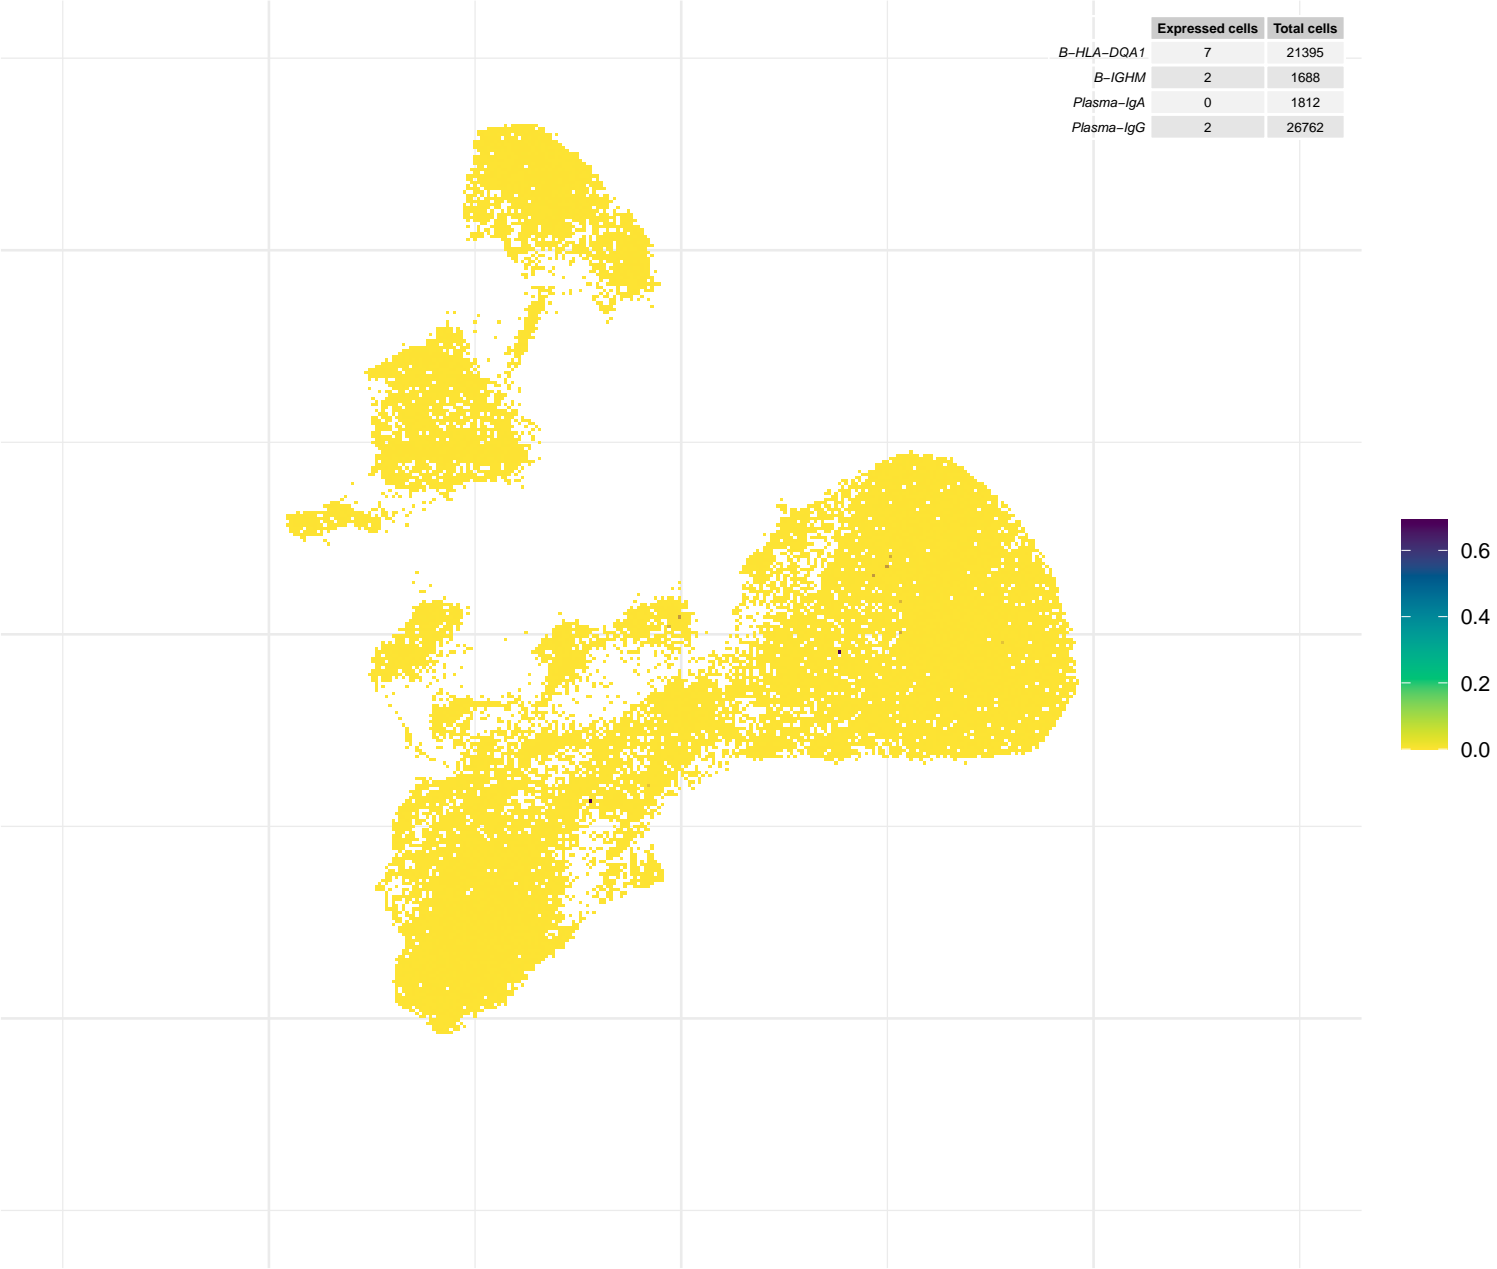 Expressed cells Total cells
B−HLA−DQA1 7 21395
B−IGHM 2 1688
Plasma−IgA 0 1812
Plasma−IgG 2 26762
0.6
0.4
0.2
0.0